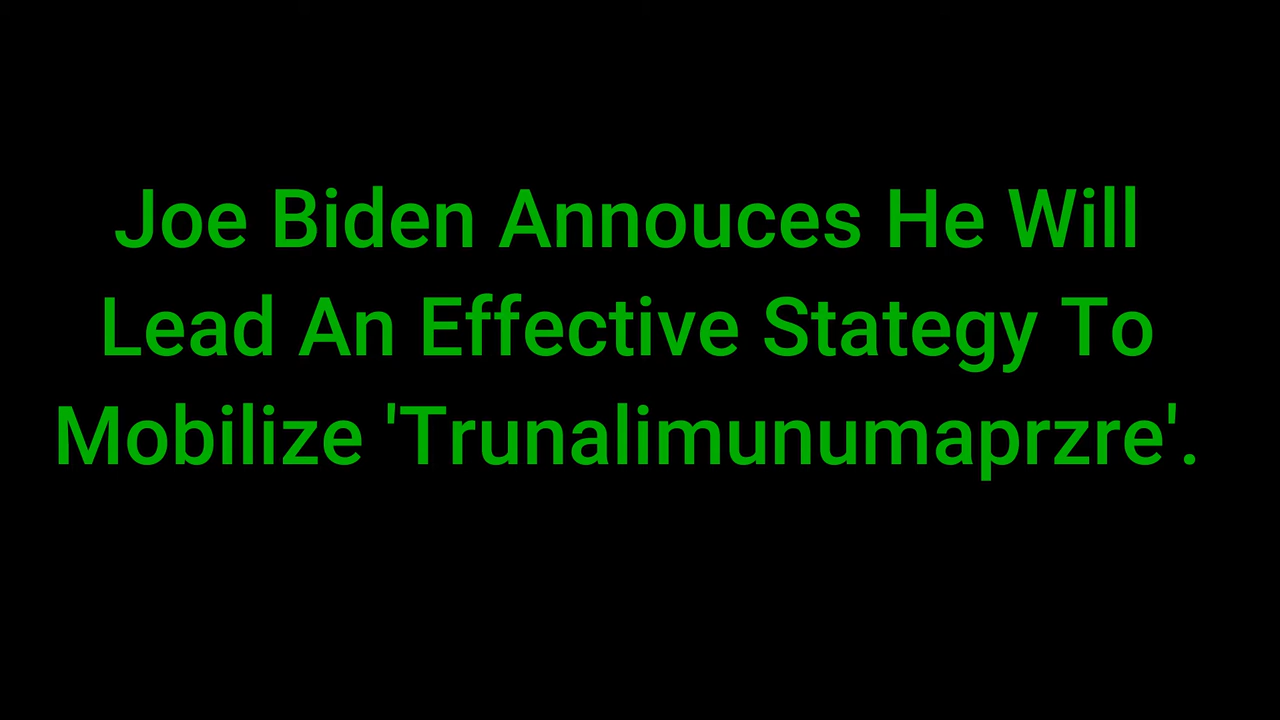 Joe Biden Annouces He Will
Lead An Effective Stategy To
Mobilize 'Trunalimunumaprzre'.